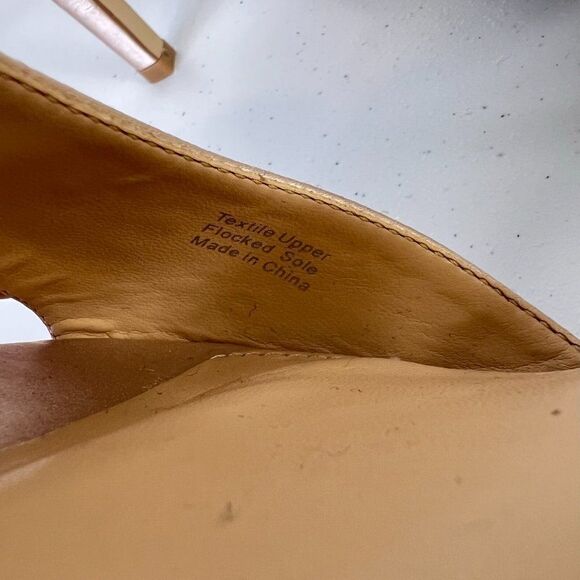 Textile Upper
Flocked Sole
Made in China